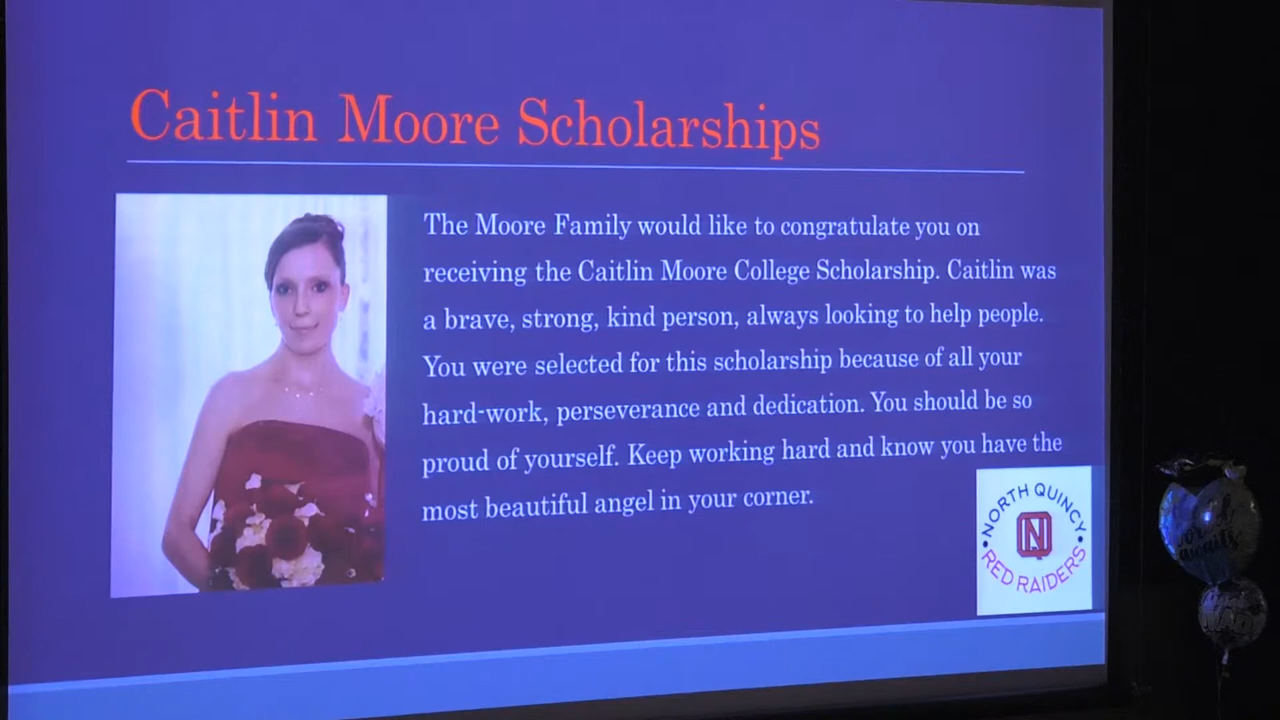 Caitlin Moore Scholarships
The Moore Family would like to congratulate you on
receiving the Caitlin Moore College Scholarship. Caitlin was
a brave, strong, kind person, always looking to help people.
You were selected for this scholarship because of all your
hard-work, perseverance and dedication. You should be so
proud of yourself. Keep working hard and know you have the
most beautiful angel in your corner.
NORTH QUINCY
QN
RED RAIDERS
awaits